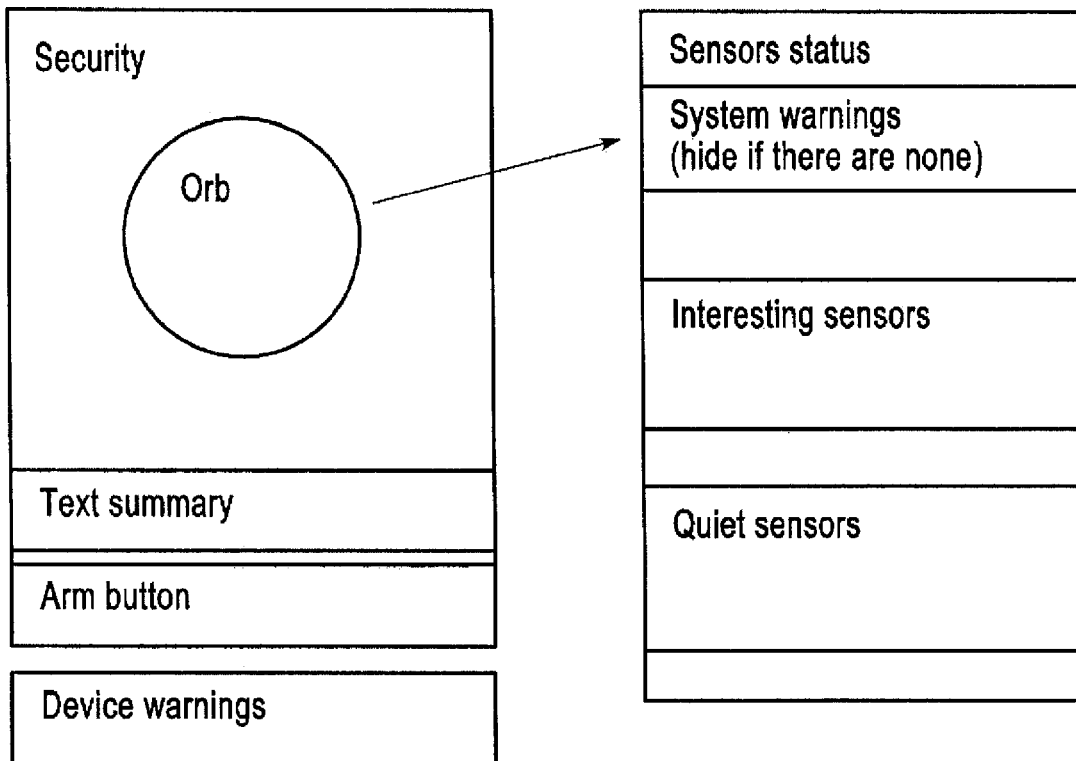 Security
Orb
Text summary
Arm button
Device warnings
Sensors status
System warnings
(hide if there are none)
Interesting sensors
Quiet sensors